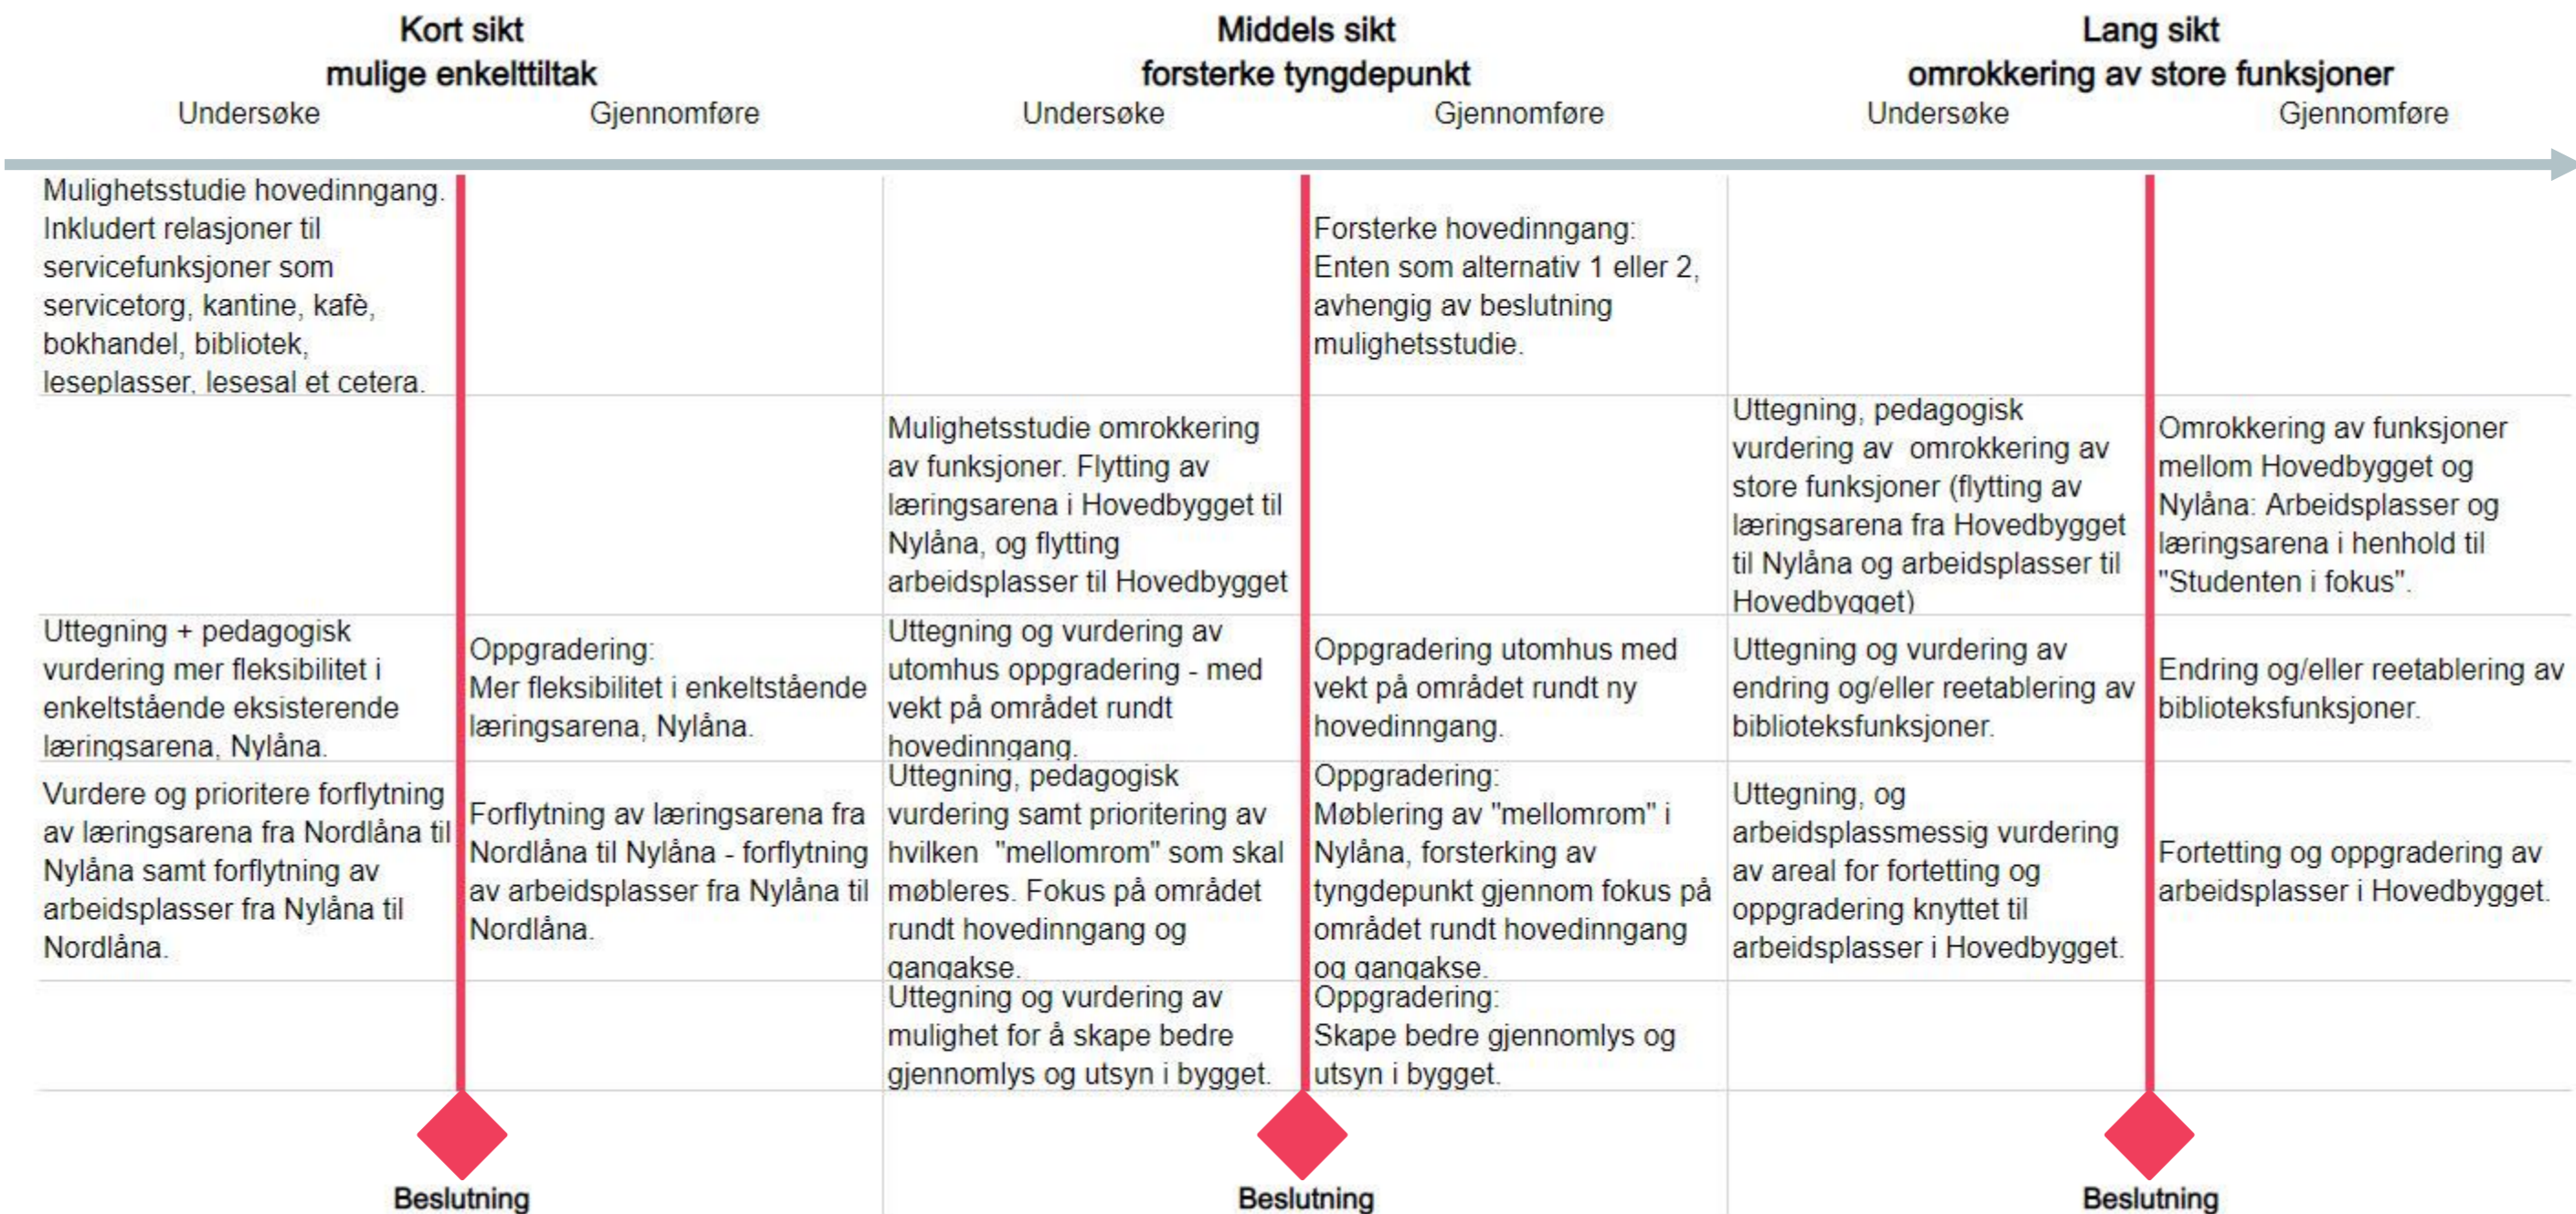 Kort sikt
mulige enkelttiltak
Middels sikt
forsterke tyngdepunkt
Lang sikt
omrokkering av store funksjoner
Undersøke
Gjennomføre
Undersøke
Gjennomføre
Undersøke
Gjennomføre
Mulighetsstudie hovedinngang.
Inkludert relasjoner til
servicefunksjoner som
servicetorg, kantine, kafè,
bokhandel, bibliotek,
leseplasser, lesesal et cetera.
Forsterke hovedinngang:
Enten som alternativ 1 eller 2,
avhengig av beslutning
mulighetsstudie.
Mulighetsstudie omrokkering
av funksjoner. Flytting av
læringsarena i Hovedbygget til
Nylåna, og flytting
arbeidsplasser til Hovedbygget
Uttegning, pedagogisk
vurdering av  omrokkering av
store funksjoner (flytting av
læringsarena fra Hovedbygget
til Nylåna og arbeidsplasser til
Hovedbygget)
Omrokkering av funksjoner
mellom Hovedbygget og
Nylåna: Arbeidsplasser og
læringsarena i henhold til
"Studenten i fokus".
Uttegning + pedagogisk
vurdering mer fleksibilitet i
enkeltstående eksisterende
læringsarena, Nylåna.
Oppgradering:
Mer fleksibilitet i enkeltstående
læringsarena, Nylåna.
Uttegning og vurdering av
utomhus oppgradering - med
vekt på området rundt
hovedinngang.
Oppgradering utomhus med
vekt på området rundt ny
hovedinngang.
Uttegning og vurdering av
endring og/eller reetablering av
biblioteksfunksjoner.
Endring og/eller reetablering av
biblioteksfunksjoner.
Vurdere og prioritere forflytning
av læringsarena fra Nordlåna til
Nylåna samt forflytning av
arbeidsplasser fra Nylåna til
Nordlåna.
Forflytning av læringsarena fra
Nordlåna til Nylåna - forflytning
av arbeidsplasser fra Nylåna til
Nordlåna.
Uttegning, pedagogisk
vurdering samt prioritering av
hvilken  "mellomrom" som skal
møbleres. Fokus på området
rundt hovedinngang og
gangakse.
Oppgradering:
Møblering av "mellomrom" i
Nylåna, forsterking av
tyngdepunkt gjennom fokus på
området rundt hovedinngang
og gangakse.
Uttegning, og
arbeidsplassmessig vurdering
av areal for fortetting og
oppgradering knyttet til
arbeidsplasser i Hovedbygget.
Fortetting og oppgradering av
arbeidsplasser i Hovedbygget.
Uttegning og vurdering av
mulighet for å skape bedre
gjennomlys og utsyn i bygget.
Oppgradering:
Skape bedre gjennomlys og
utsyn i bygget.
Beslutning
Beslutning
Beslutning